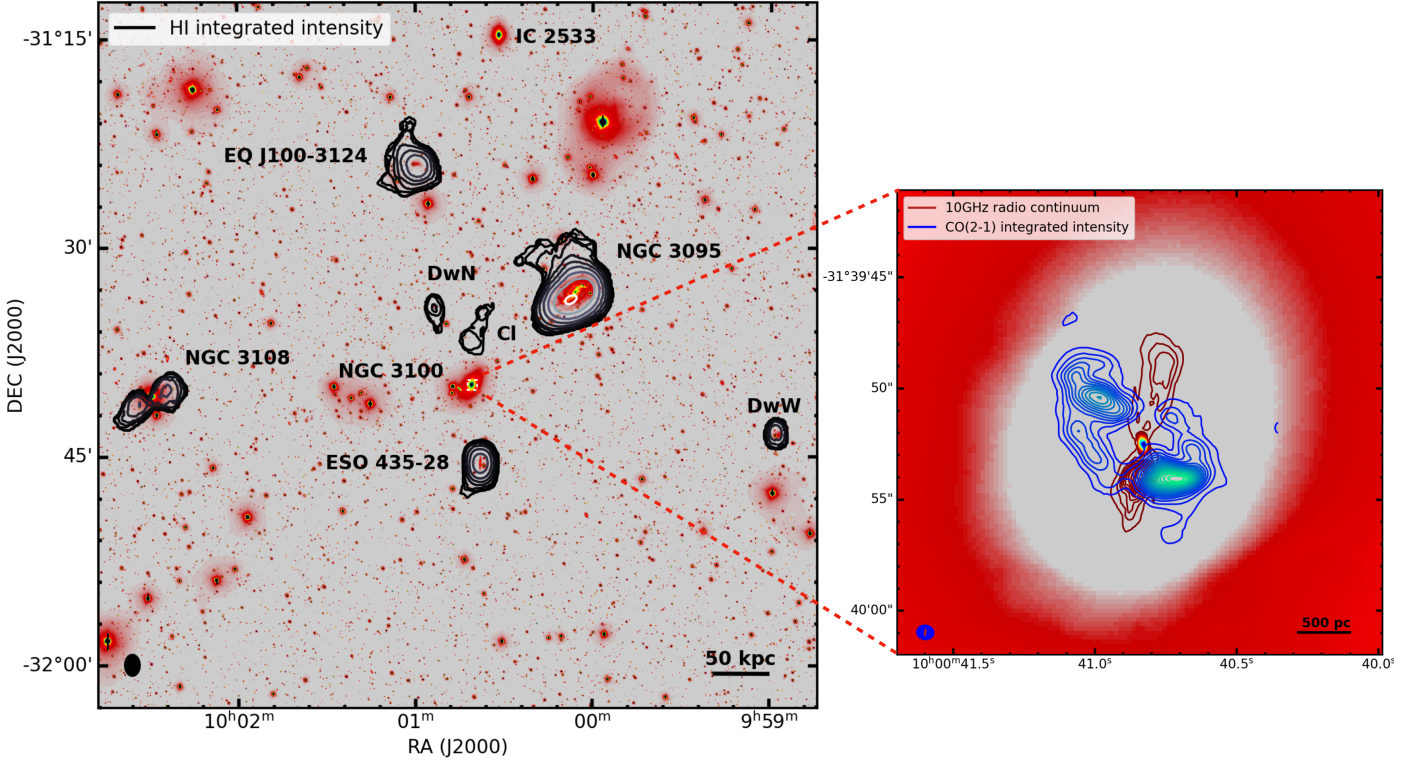 HI integrated intensity
-31°15'
IC 2533
EQ J100-3124
30'
NGC 3095
DwN
Cl
NGC 3108
NGC 3100
DwW
DEC (J2000)
45'
ESO 435-28
-32°00'
50 kpc
10ʰ02ᵐ
01ᵐ
00ᵐ
9ʰ59ᵐ
RA (J2000)
10GHz radio continuum
CO(2-1) integrated intensity
-31°39'45"
50"
55"
40'00"
500 pc
10ʰ00ᵐ41.5ˢ
41.0ˢ
40.5ˢ
40.0ˢ